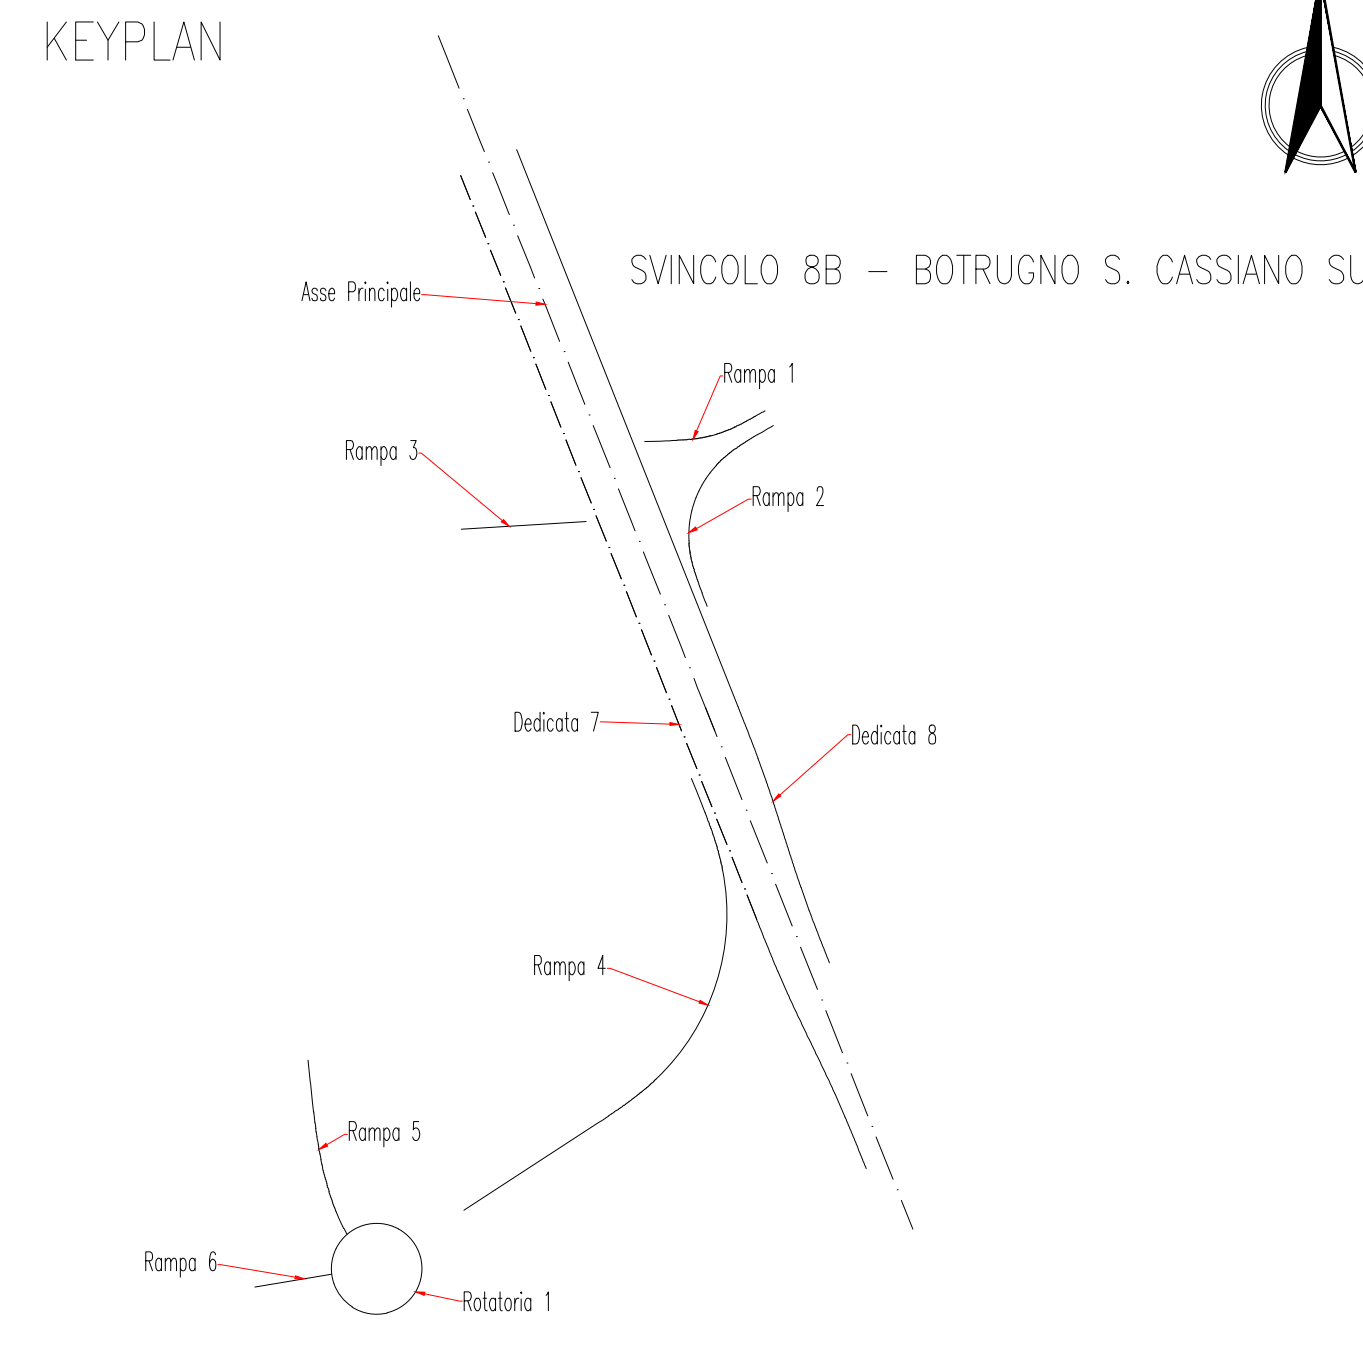 KEYPLAN
SVINCOLO 8B - BOTRUGNO S. CASSIANO
Asse Principale
Rampa 1
Rampa 3
Rampa 2
Dedicata 7
Dedicata 8
Rampa 4
Rampa 5
Rampa 6
Rotatoria 1